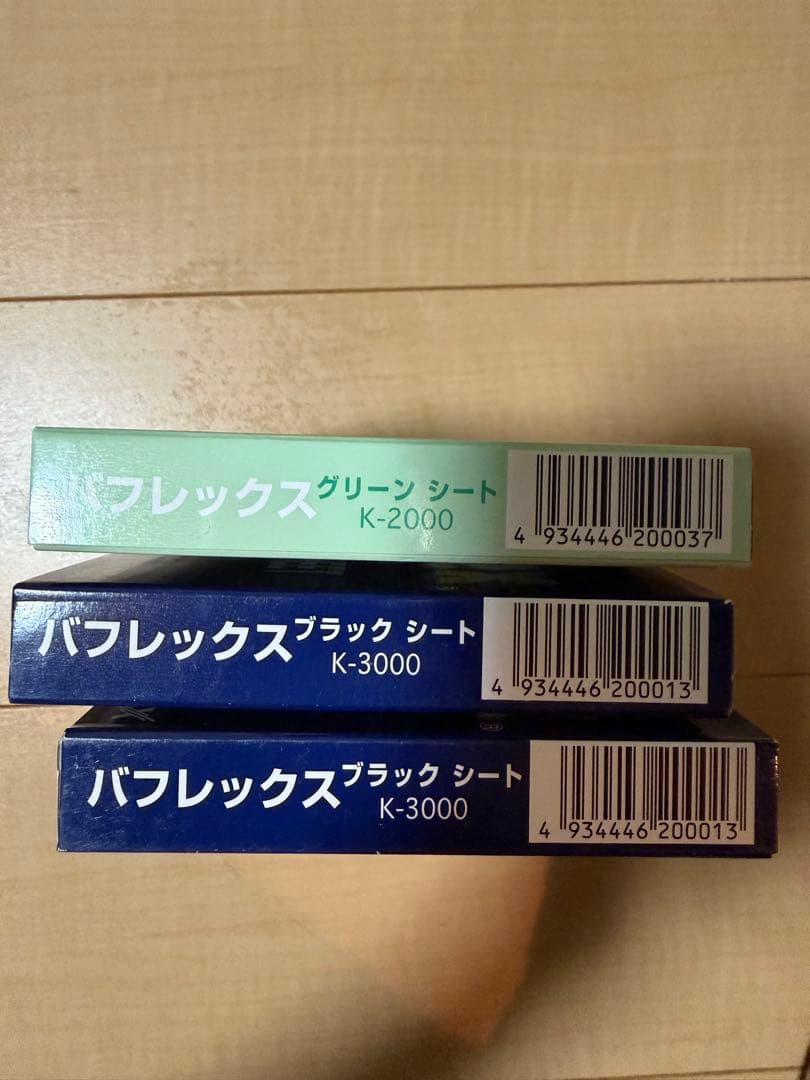 バフレックス グリーン シート
K-2000
4 934446 200037
バフレックス ブラック シート
K-3000
4 934446 200013
バフレックス ブラック シート
K-3000
4 934446 200013